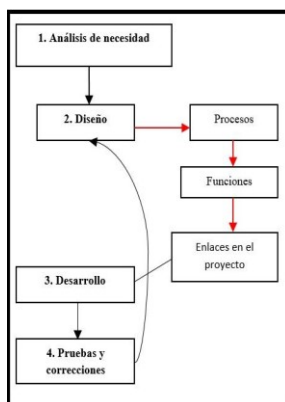 1. Análisis de necesidad
2. Diseño
Procesos
Funciones
Enlaces en el
proyecto
3. Desarrollo
4. Pruebas y
correcciones